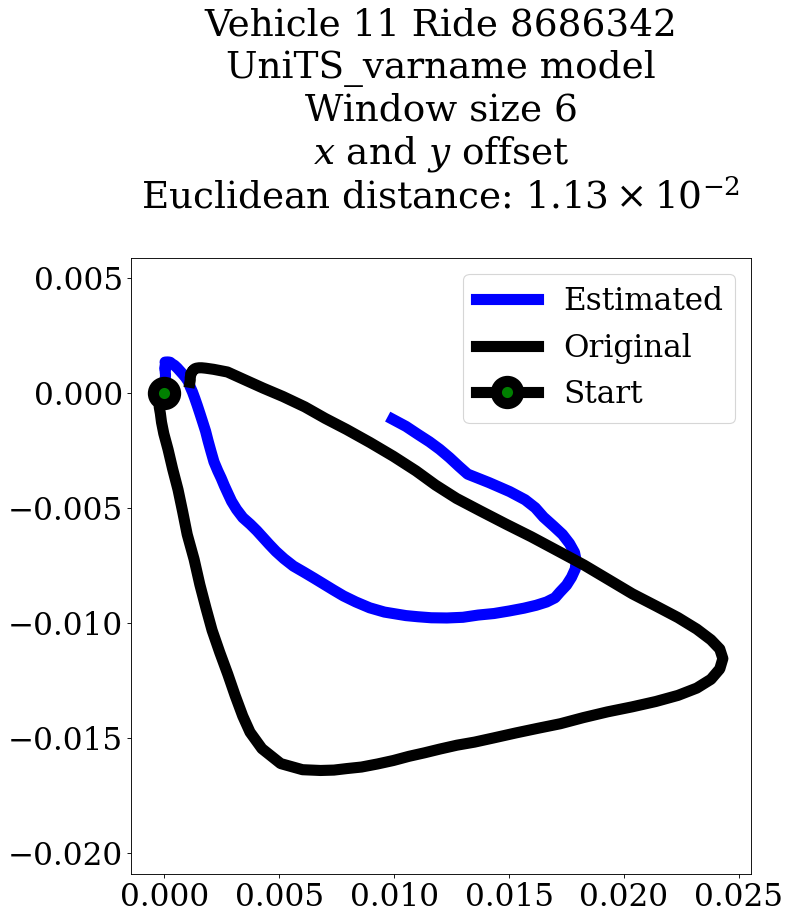 Vehicle 11 Ride 8686342
UniTS_varname model
Window size 6
x and y offset
Euclidean distance: 1.13 × 10⁻²
Estimated
Original
Start
0.005
0.000
−0.005
−0.010
−0.015
−0.020
0.000 0.005 0.010 0.015 0.020 0.025